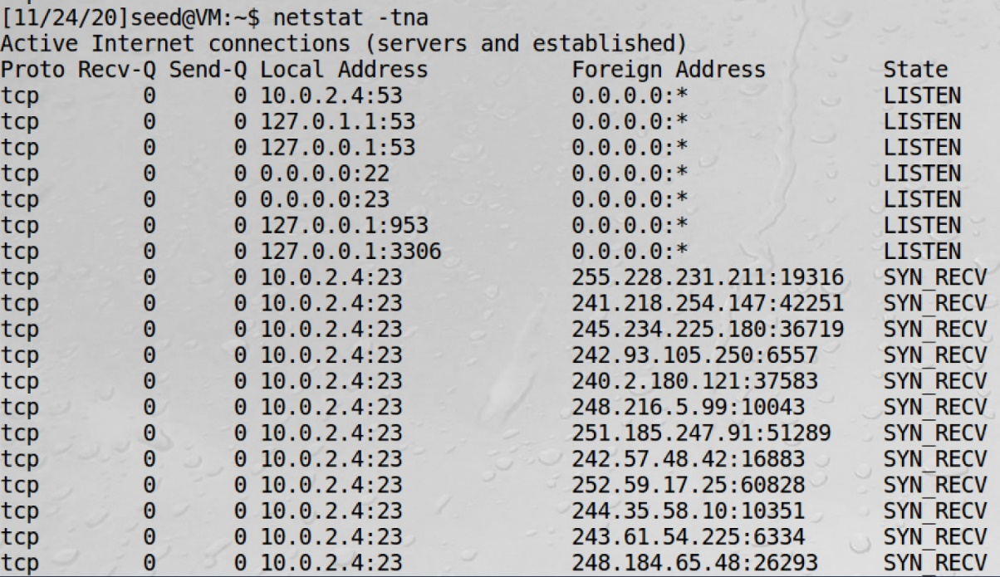 [11/24/20]seed@VM:~$ netstat -tna
Active Internet connections (servers and established)
Proto Recv-Q Send-Q Local Address           Foreign Address         State
tcp        0      0 10.0.2.4:53             0.0.0.0:*               LISTEN
tcp        0      0 127.0.1.1:53            0.0.0.0:*               LISTEN
tcp        0      0 127.0.0.1:53            0.0.0.0:*               LISTEN
tcp        0      0 0.0.0.0:22              0.0.0.0:*               LISTEN
tcp        0      0 0.0.0.0:23              0.0.0.0:*               LISTEN
tcp        0      0 127.0.0.1:953           0.0.0.0:*               LISTEN
tcp        0      0 127.0.0.1:3306          0.0.0.0:*               LISTEN
tcp        0      0 10.0.2.4:23             255.228.231.211:19316   SYN_RECV
tcp        0      0 10.0.2.4:23             241.218.254.147:42251   SYN_RECV
tcp        0      0 10.0.2.4:23             245.234.225.180:36719   SYN_RECV
tcp        0      0 10.0.2.4:23             242.93.105.250:6557     SYN_RECV
tcp        0      0 10.0.2.4:23             240.2.180.121:37583     SYN_RECV
tcp        0      0 10.0.2.4:23             248.216.5.99:10043      SYN_RECV
tcp        0      0 10.0.2.4:23             251.185.247.91:51289    SYN_RECV
tcp        0      0 10.0.2.4:23             242.57.48.42:16883      SYN_RECV
tcp        0      0 10.0.2.4:23             252.59.17.25:60828      SYN_RECV
tcp        0      0 10.0.2.4:23             244.35.58.10:10351      SYN_RECV
tcp        0      0 10.0.2.4:23             243.61.54.225:6334      SYN_RECV
tcp        0      0 10.0.2.4:23             248.184.65.48:26293     SYN_RECV